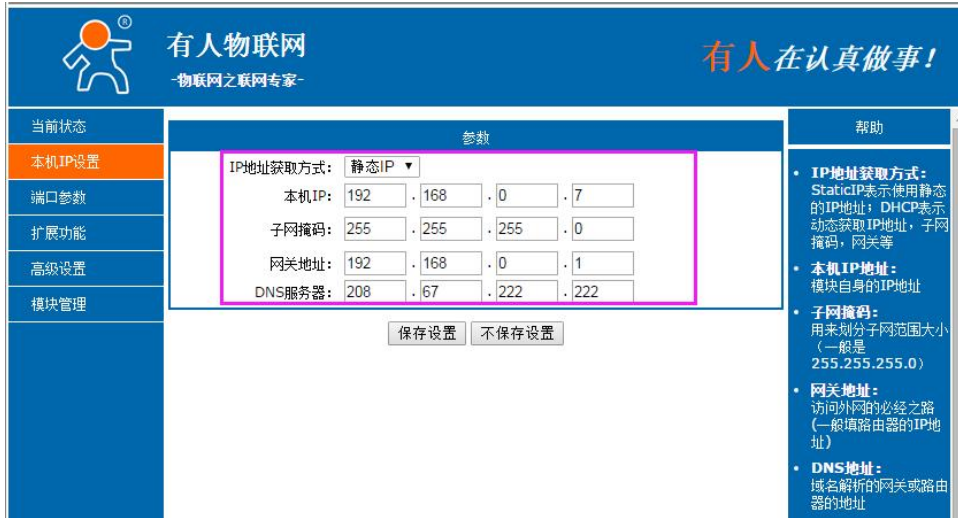 ®
有人物联网
-物联网之联网专家-
有人在认真做事！
当前状态
本机IP设置
端口参数
扩展功能
高级设置
模块管理
参数
IP地址获取方式： 静态IP ▼
本机IP： 192 . 168 . 0 . 7
子网掩码： 255 . 255 . 255 . 0
网关地址： 192 . 168 . 0 . 1
DNS服务器： 208 . 67 . 222 . 222
保存设置 不保存设置
帮助
• IP地址获取方式：
StaticIP表示使用静态
的IP地址；DHCP表示
动态获取IP地址，子网
掩码，网关等
• 本机IP地址：
模块自身的IP地址
• 子网掩码：
用来划分子网范围大小
（一般是
255.255.255.0）
• 网关地址：
访问外网的必经之路
(一般填路由器的IP地
址)
• DNS地址：
域名解析的网关或路由
器的地址